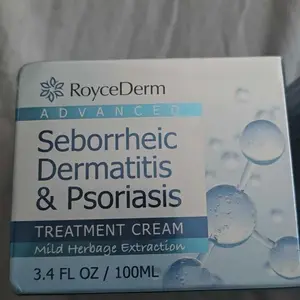 RoyceDerm
ADVANCED
Seborrheic
Dermatitis
& Psoriasis
TREATMENT CREAM
Mild Herbage Extraction
3.4 FL OZ / 100ML